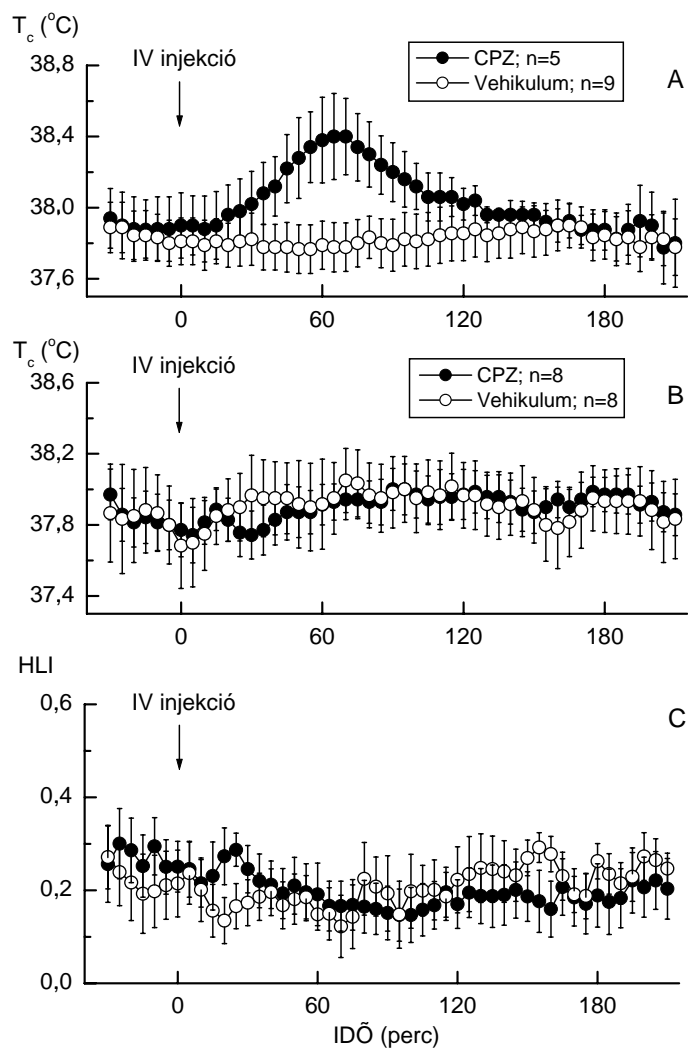 T_c (°C)
IV injekció
CPZ; n=5
Vehikulum; n=9
A
38,8
38,4
38,0
37,6
0 60 120 180
T_c (°C)
IV injekció
CPZ; n=8
Vehikulum; n=8
B
38,6
38,2
37,8
37,4
0 60 120 180
HLI
IV injekció
C
0,6
0,4
0,2
0,0
0 60 120 180
IDÕ (perc)